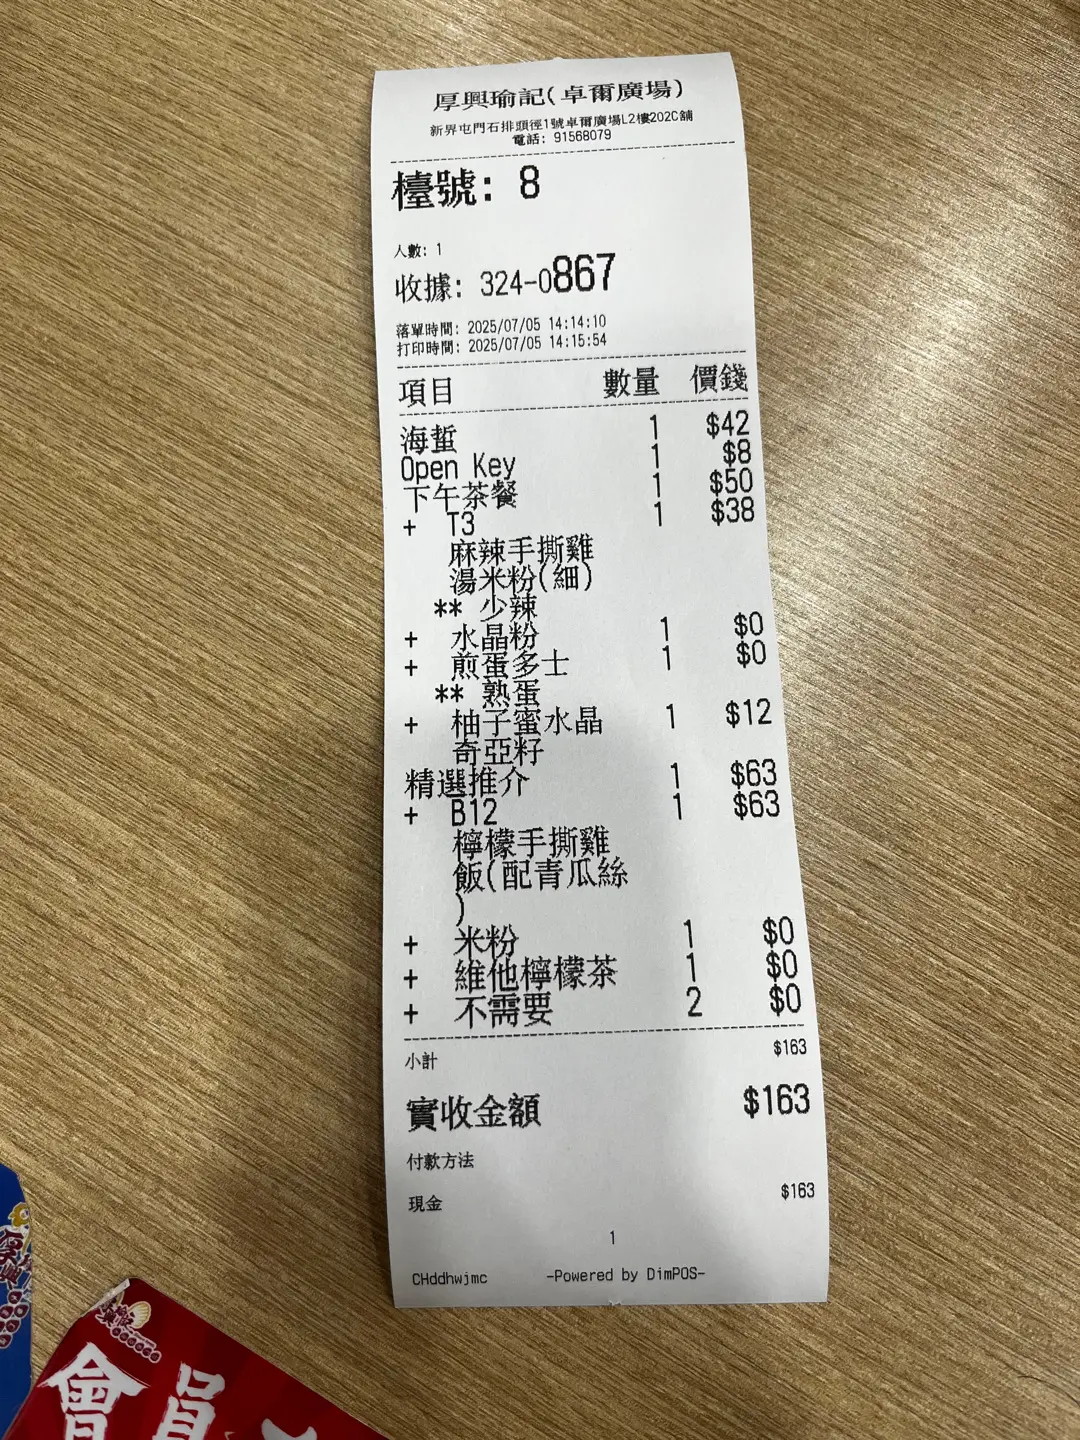 厚興瑜記(卓爾廣場)
新界屯門石排頭徑1號卓爾廣場L2樓202C舖
電話: 91568079
檯號: 8
人數: 1
收據: 324-0867
落單時間: 2025/07/05 14:14:10
打印時間: 2025/07/05 14:15:54
項目 數量 價錢
海蜇 1 $42
Open Key 1 $8
下午茶餐 1 $50
+ T3 1 $38
麻辣手撕雞
湯米粉(細)
** 少辣
+ 水晶粉 1 $0
+ 煎蛋多士 1 $0
** 熟蛋
+ 柚子蜜水晶 1 $12
奇亞籽
精選推介 1 $63
+ B12 1 $63
檸檬手撕雞
飯(配青瓜絲
)
+ 米粉 1 $0
+ 維他檸檬茶 1 $0
+ 不需要 2 $0
小計 $163
實收金額 $163
付款方法
現金 $163
1
CHddhwjmc -Powered by DimPOS-
會員